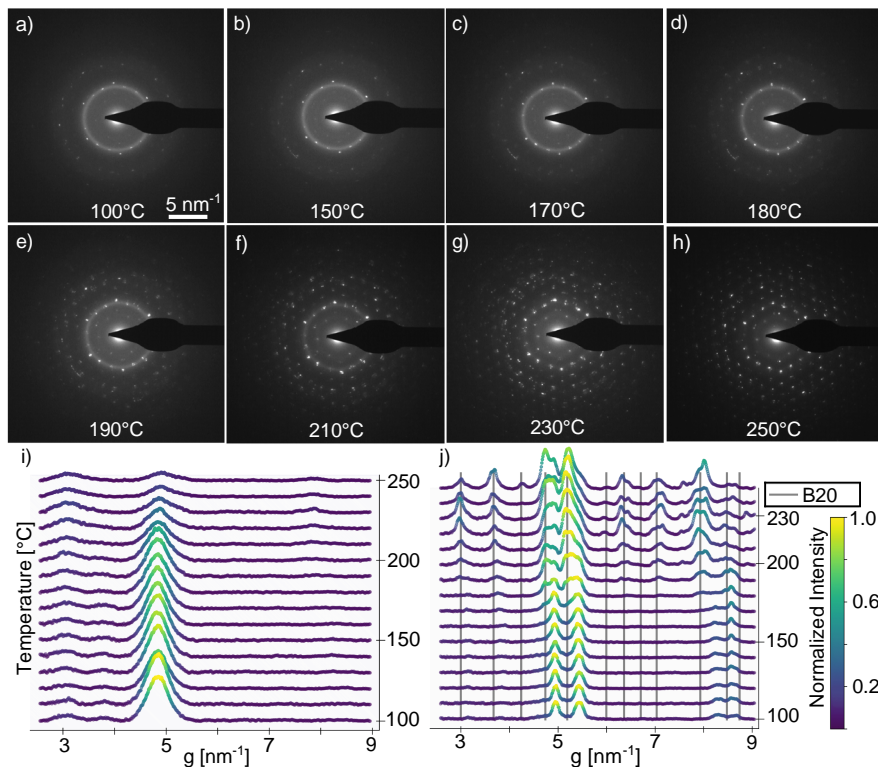 a)
b)
c)
d)
100°C
5 nm⁻¹
150°C
170°C
180°C
e)
f)
g)
h)
190°C
210°C
230°C
250°C
i)
j)
250
200
150
100
Temperature [°C]
3
5
7
9
g [nm⁻¹]
230
200
150
100
3
5
7
9
g [nm⁻¹]
B20
1.0
0.6
0.2
Normalized Intensity